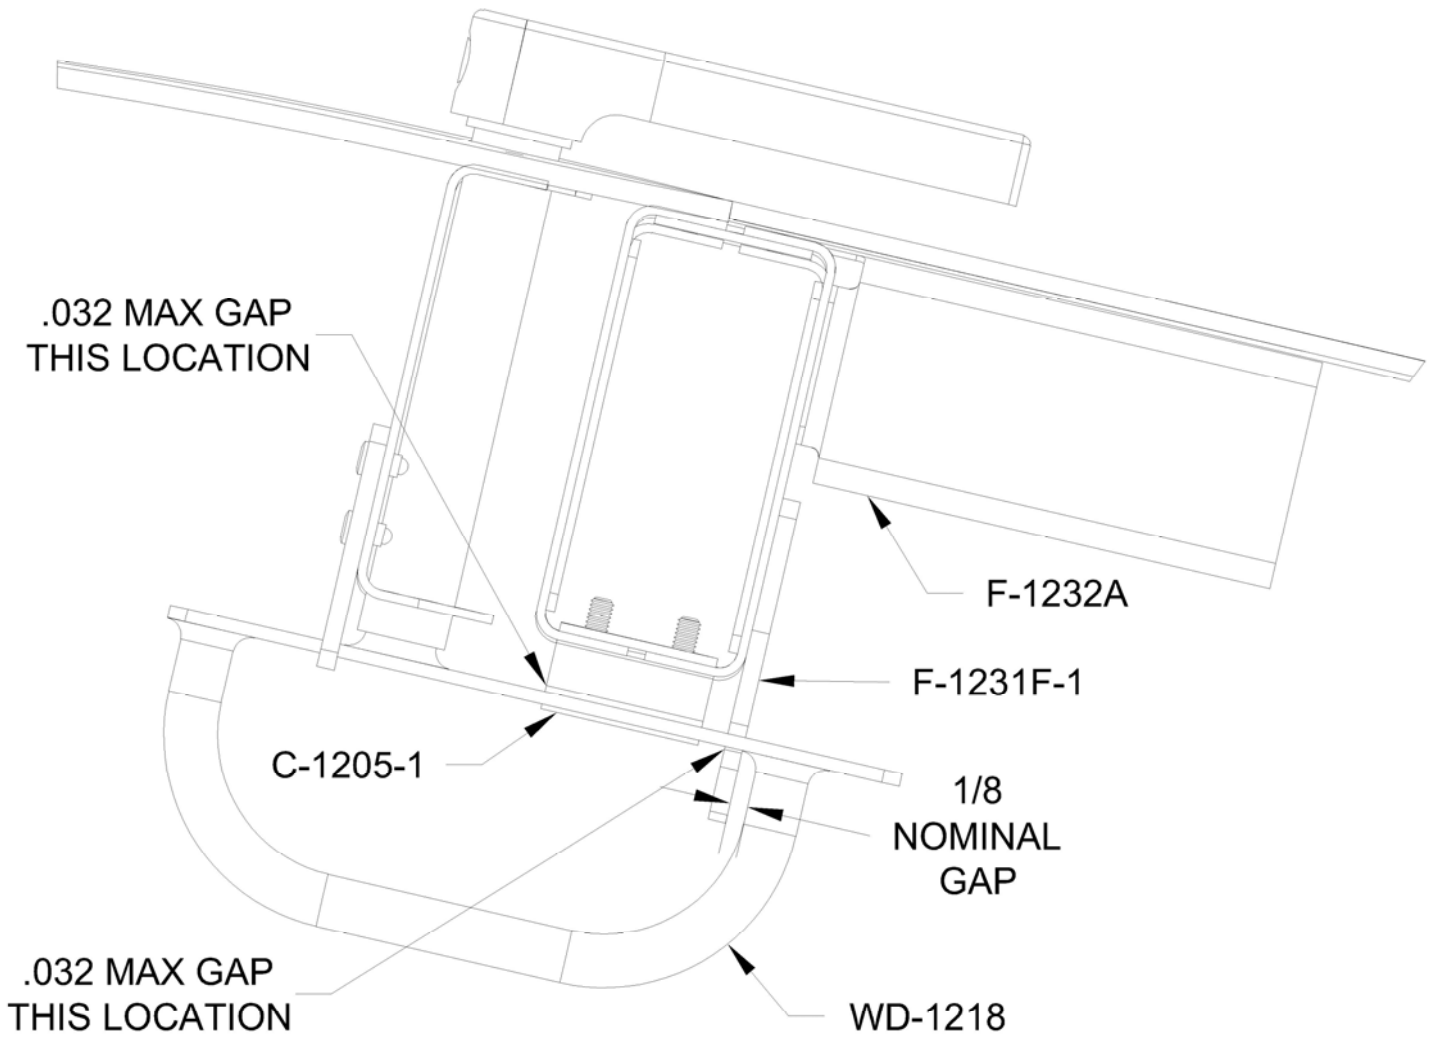 .032 MAX GAP
THIS LOCATION
F-1232A
F-1231F-1
C-1205-1
1/8
NOMINAL
GAP
.032 MAX GAP
THIS LOCATION
WD-1218